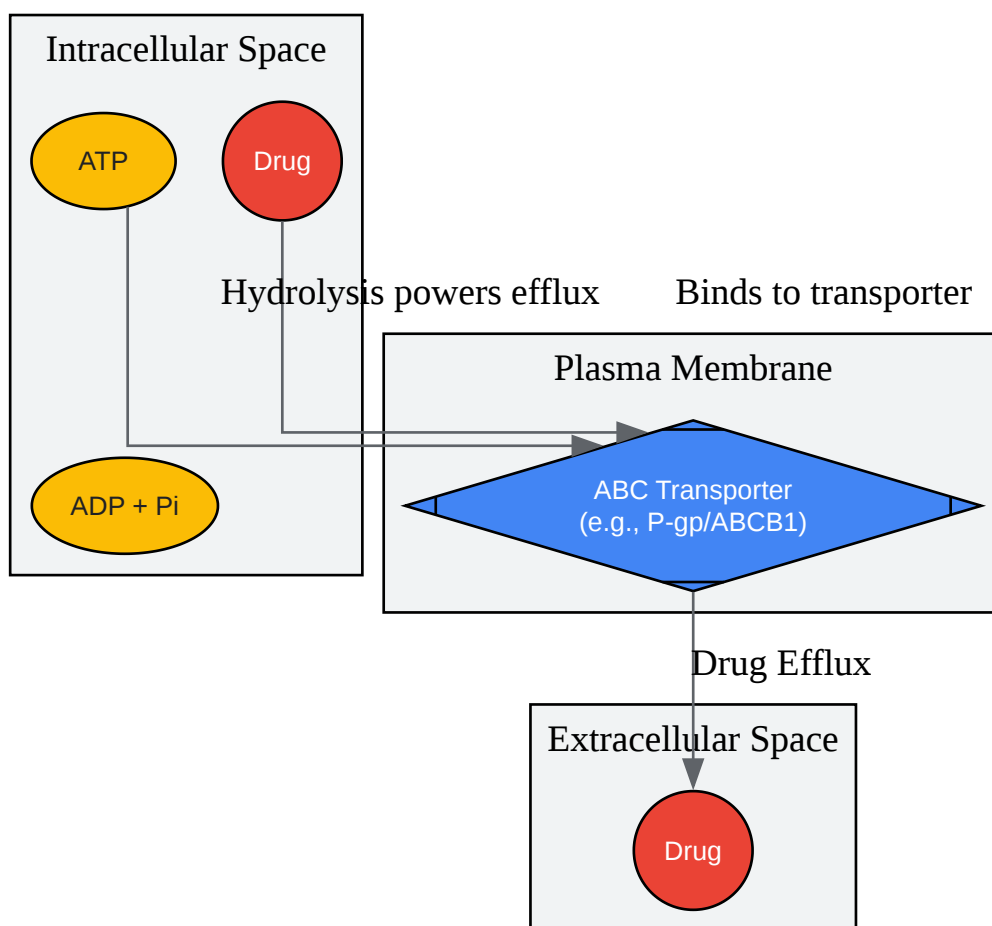 Intracellular Space
ATP
Drug
Hydrolysis powers efflux
Binds to transporter
Plasma Membrane
ADP + Pi
ABC Transporter
(e.g., P-gp/ABCB1)
Drug Efflux
Extracellular Space
Drug